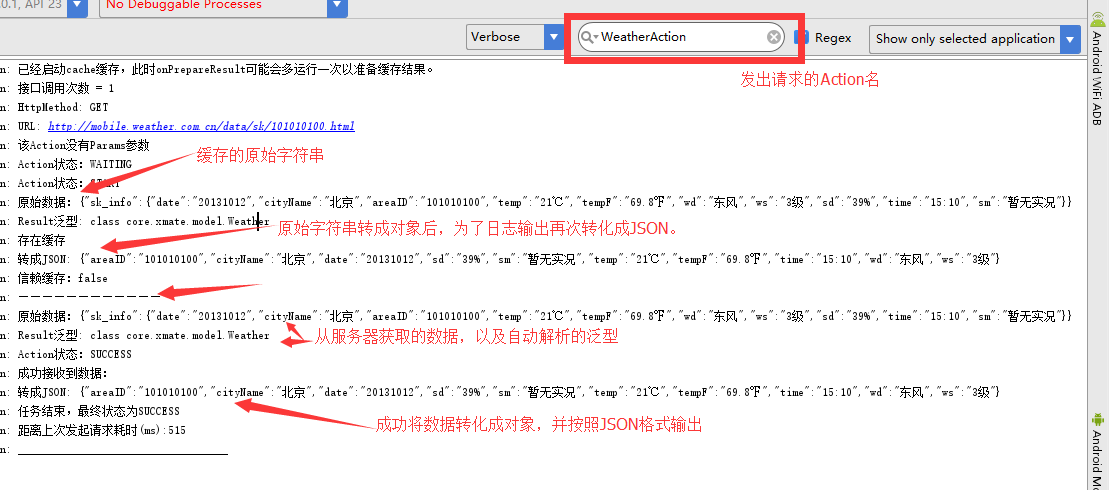 .0.1, API 23
No Debuggable Processes
Verbose
WeatherAction
Regex
Show only selected application
发出请求的Action名
n: 已经启动cache缓存，此时onPrepareResult可能会多运行一次以准备缓存结果。
n: 接口调用次数 = 1
n: HttpMethod: GET
n: URL: http://mobile.weather.com.cn/data/sk/101010100.html
n: 该Action没有Params参数
缓存的原始字符串
n: Action状态: WAITING
n: Action状态: START
n: 原始数据: {"sk_info":{"date":"20131012","cityName":"北京","areaID":"101010100","temp":"21℃","tempF":"69.8℉","wd":"东风","ws":"3级","sd":"39%","time":"15:10","sm":"暂无实况"}}
n: Result泛型: class core.xmate.model.Weather
原始字符串转成对象后，为了日志输出再次转化成JSON。
n: 存在缓存
n: 转成JSON: {"areaID":"101010100","cityName":"北京","date":"20131012","sd":"39%","sm":"暂无实况","temp":"21℃","tempF":"69.8℉","time":"15:10","wd":"东风","ws":"3级"}
n: 信赖缓存: false
n: －－－－－－－－－－－－
n: 原始数据: {"sk_info":{"date":"20131012","cityName":"北京","areaID":"101010100","temp":"21℃","tempF":"69.8℉","wd":"东风","ws":"3级","sd":"39%","time":"15:10","sm":"暂无实况"}}
n: Result泛型: class core.xmate.model.Weather
从服务器获取的数据，以及自动解析的泛型
n: Action状态: SUCCESS
n: 成功接收到数据:
n: 转成JSON: {"areaID":"101010100","cityName":"北京","date":"20131012","sd":"39%","sm":"暂无实况","temp":"21℃","tempF":"69.8℉","time":"15:10","wd":"东风","ws":"3级"}
n: 任务结束，最终状态为SUCCESS
成功将数据转化成对象，并按照JSON格式输出
n: 距离上次发起请求耗时(ms):515
n: ______________________________
Android WiFi ADB
Android Mo